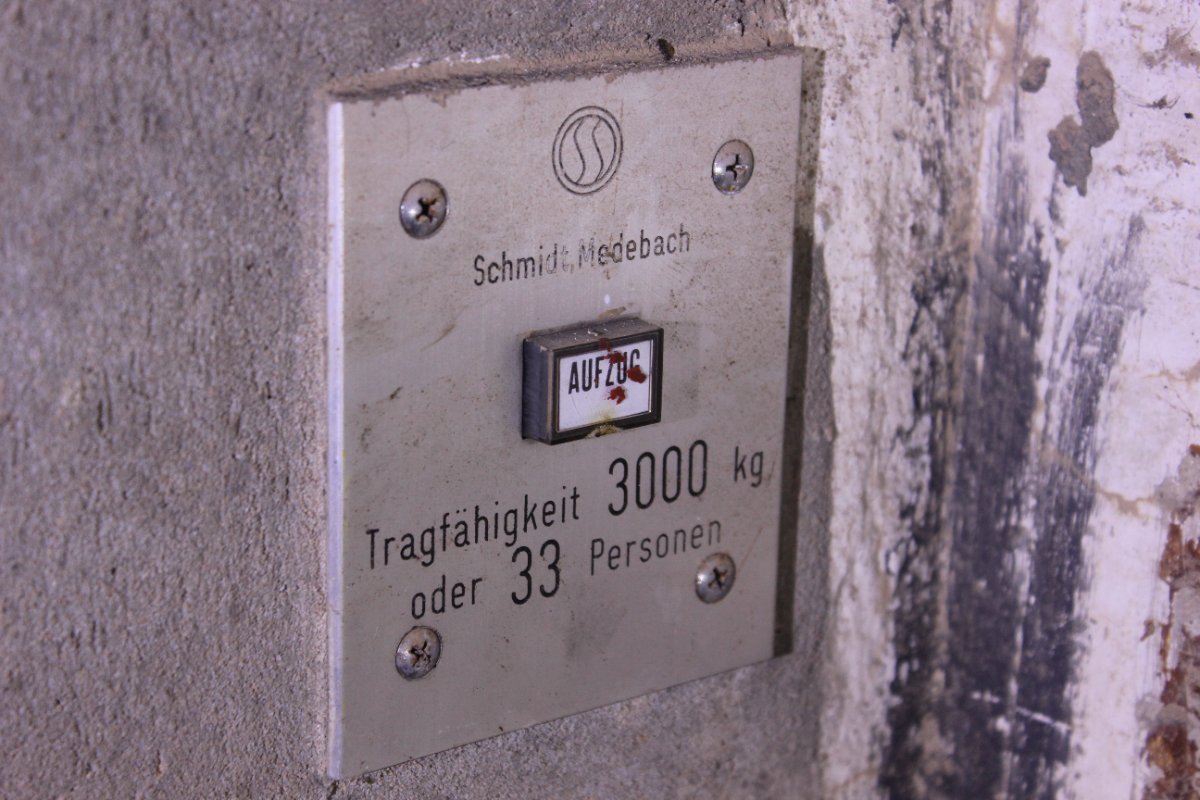 Schmidt, Medebach
AUFZUG
Tragfähigkeit 3000 kg
oder 33 Personen